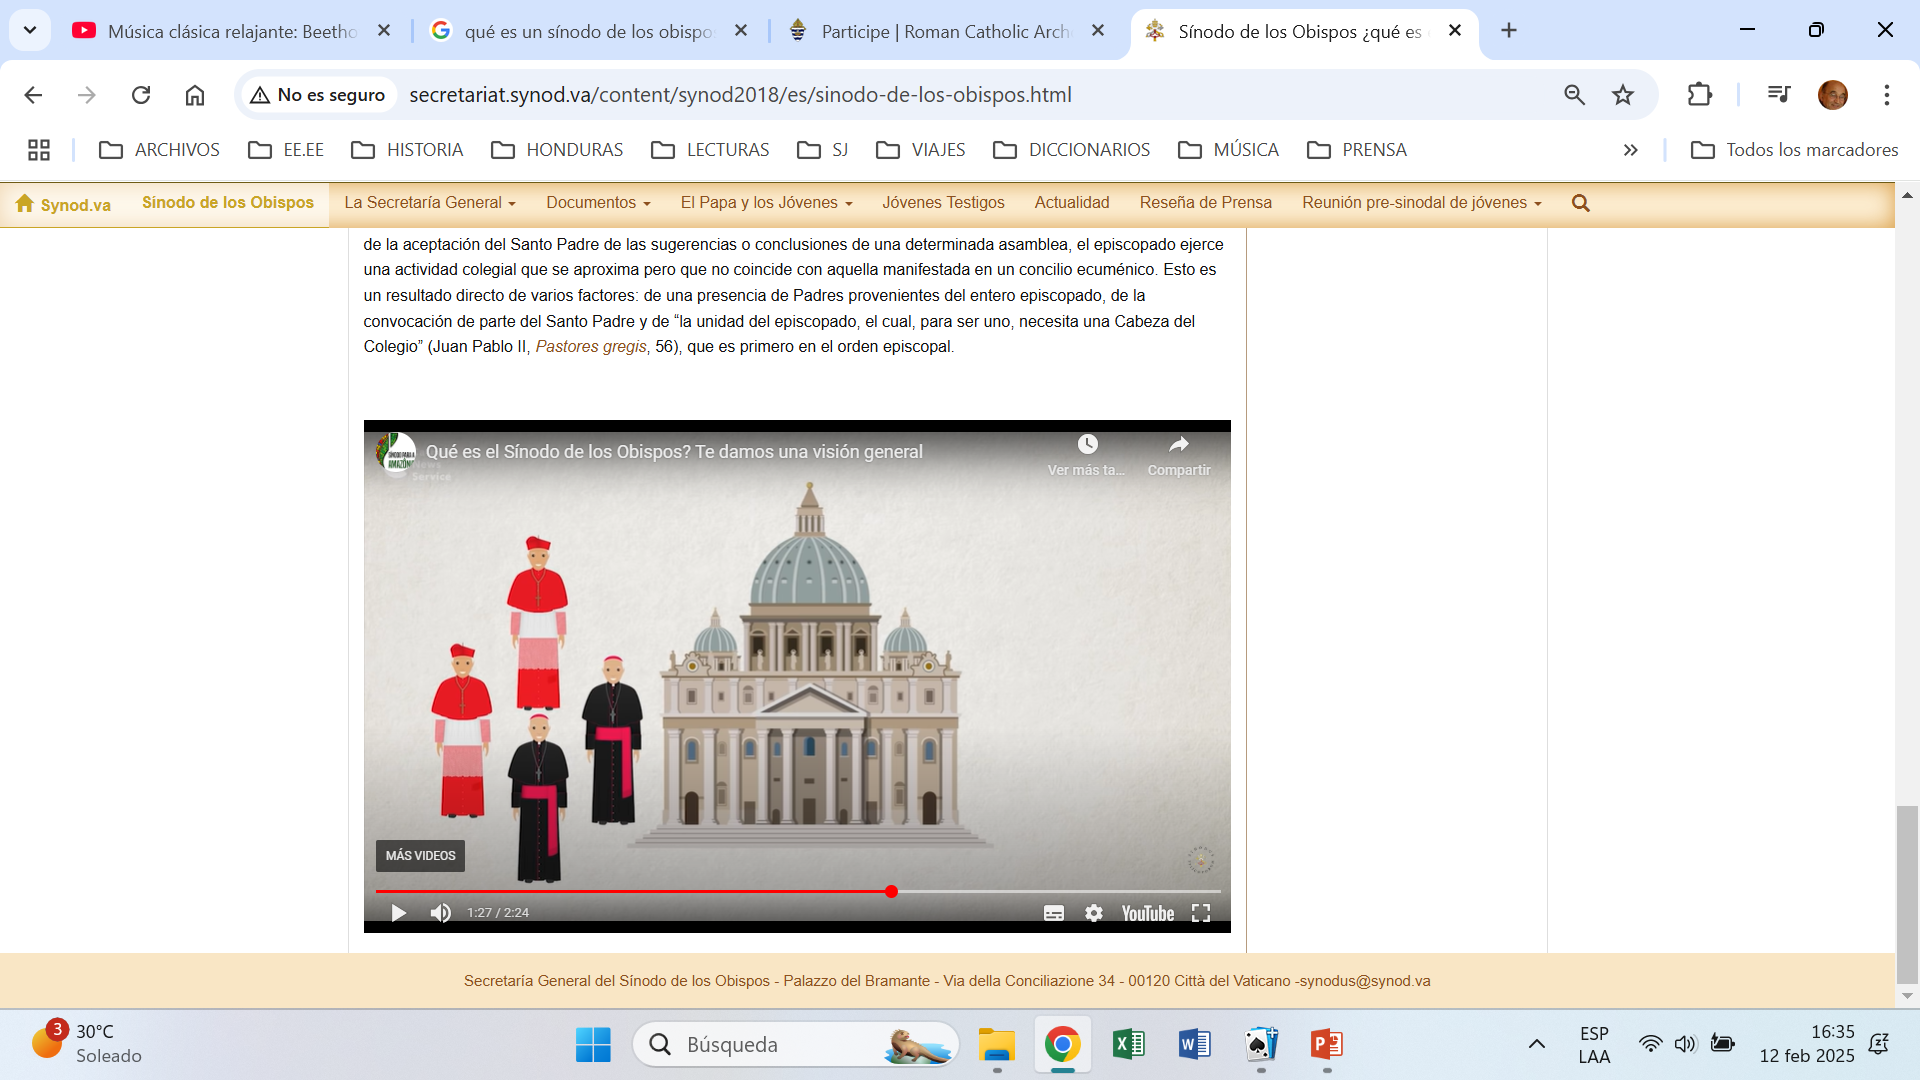 Música clásica relajante: Beetho
qué es un sínodo de los obispo
Participe | Roman Catholic Arch
Sínodo de los Obispos ¿qué es
No es seguro
secretariat.synod.va/content/synod2018/es/sinodo-de-los-obispos.html
ARCHIVOS
EE.EE
HISTORIA
HONDURAS
LECTURAS
SJ
VIAJES
DICCIONARIOS
MÚSICA
PRENSA
Todos los marcadores
Synod.va
Sínodo de los Obispos
La Secretaría General
Documentos
El Papa y los Jóvenes
Jóvenes Testigos
Actualidad
Reseña de Prensa
Reunión pre-sinodal de jóvenes
de la aceptación del Santo Padre de las sugerencias o conclusiones de una determinada asamblea, el episcopado ejerce
una actividad colegial que se aproxima pero que no coincide con aquella manifestada en un concilio ecuménico. Esto es
un resultado directo de varios factores: de una presencia de Padres provenientes del entero episcopado, de la
convocación de parte del Santo Padre y de “la unidad del episcopado, el cual, para ser uno, necesita una Cabeza del
Colegio” (Juan Pablo II, Pastores gregis, 56), que es primero en el orden episcopal.
SÍNODO PARA A
AMAZÔN
Qué es el Sínodo de los Obispos? Te damos una visión general
News
Service
Ver más ta...
Compartir
MÁS VIDEOS
1:27 / 2:24
YouTube
Secretaría General del Sínodo de los Obispos - Palazzo del Bramante - Via della Conciliazione 34 - 00120 Città del Vaticano -synodus@synod.va
3
30°C
Soleado
Búsqueda
ESP
LAA
16:35
12 feb 2025